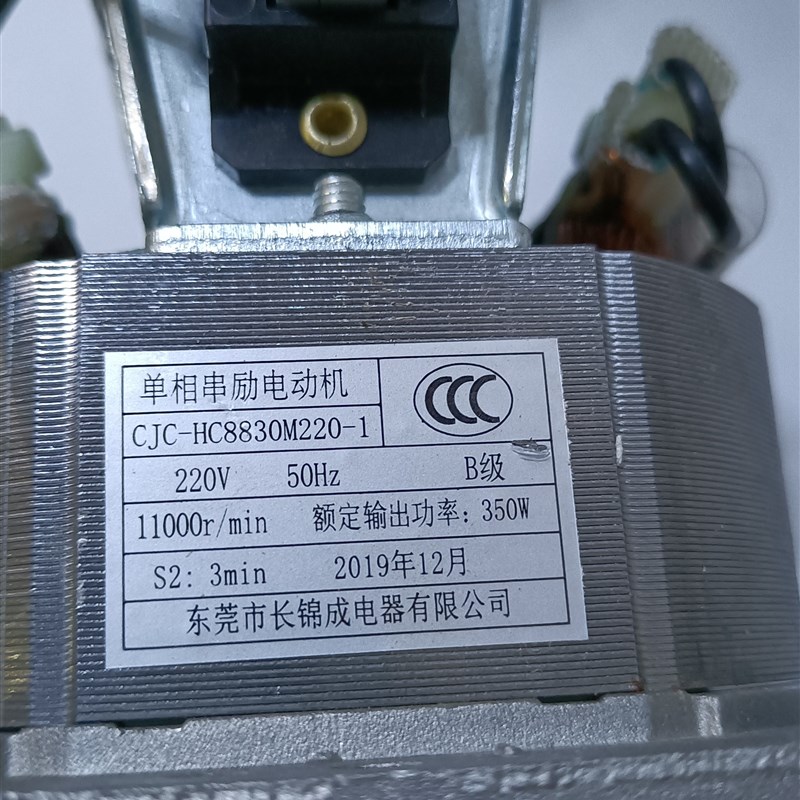 单相串励电动机
CCC
CJC-HC8830M220-1
220V 50Hz B级
11000r/min 额定输出功率: 350W
S2: 3min 2019年12月
东莞市长锦成电器有限公司